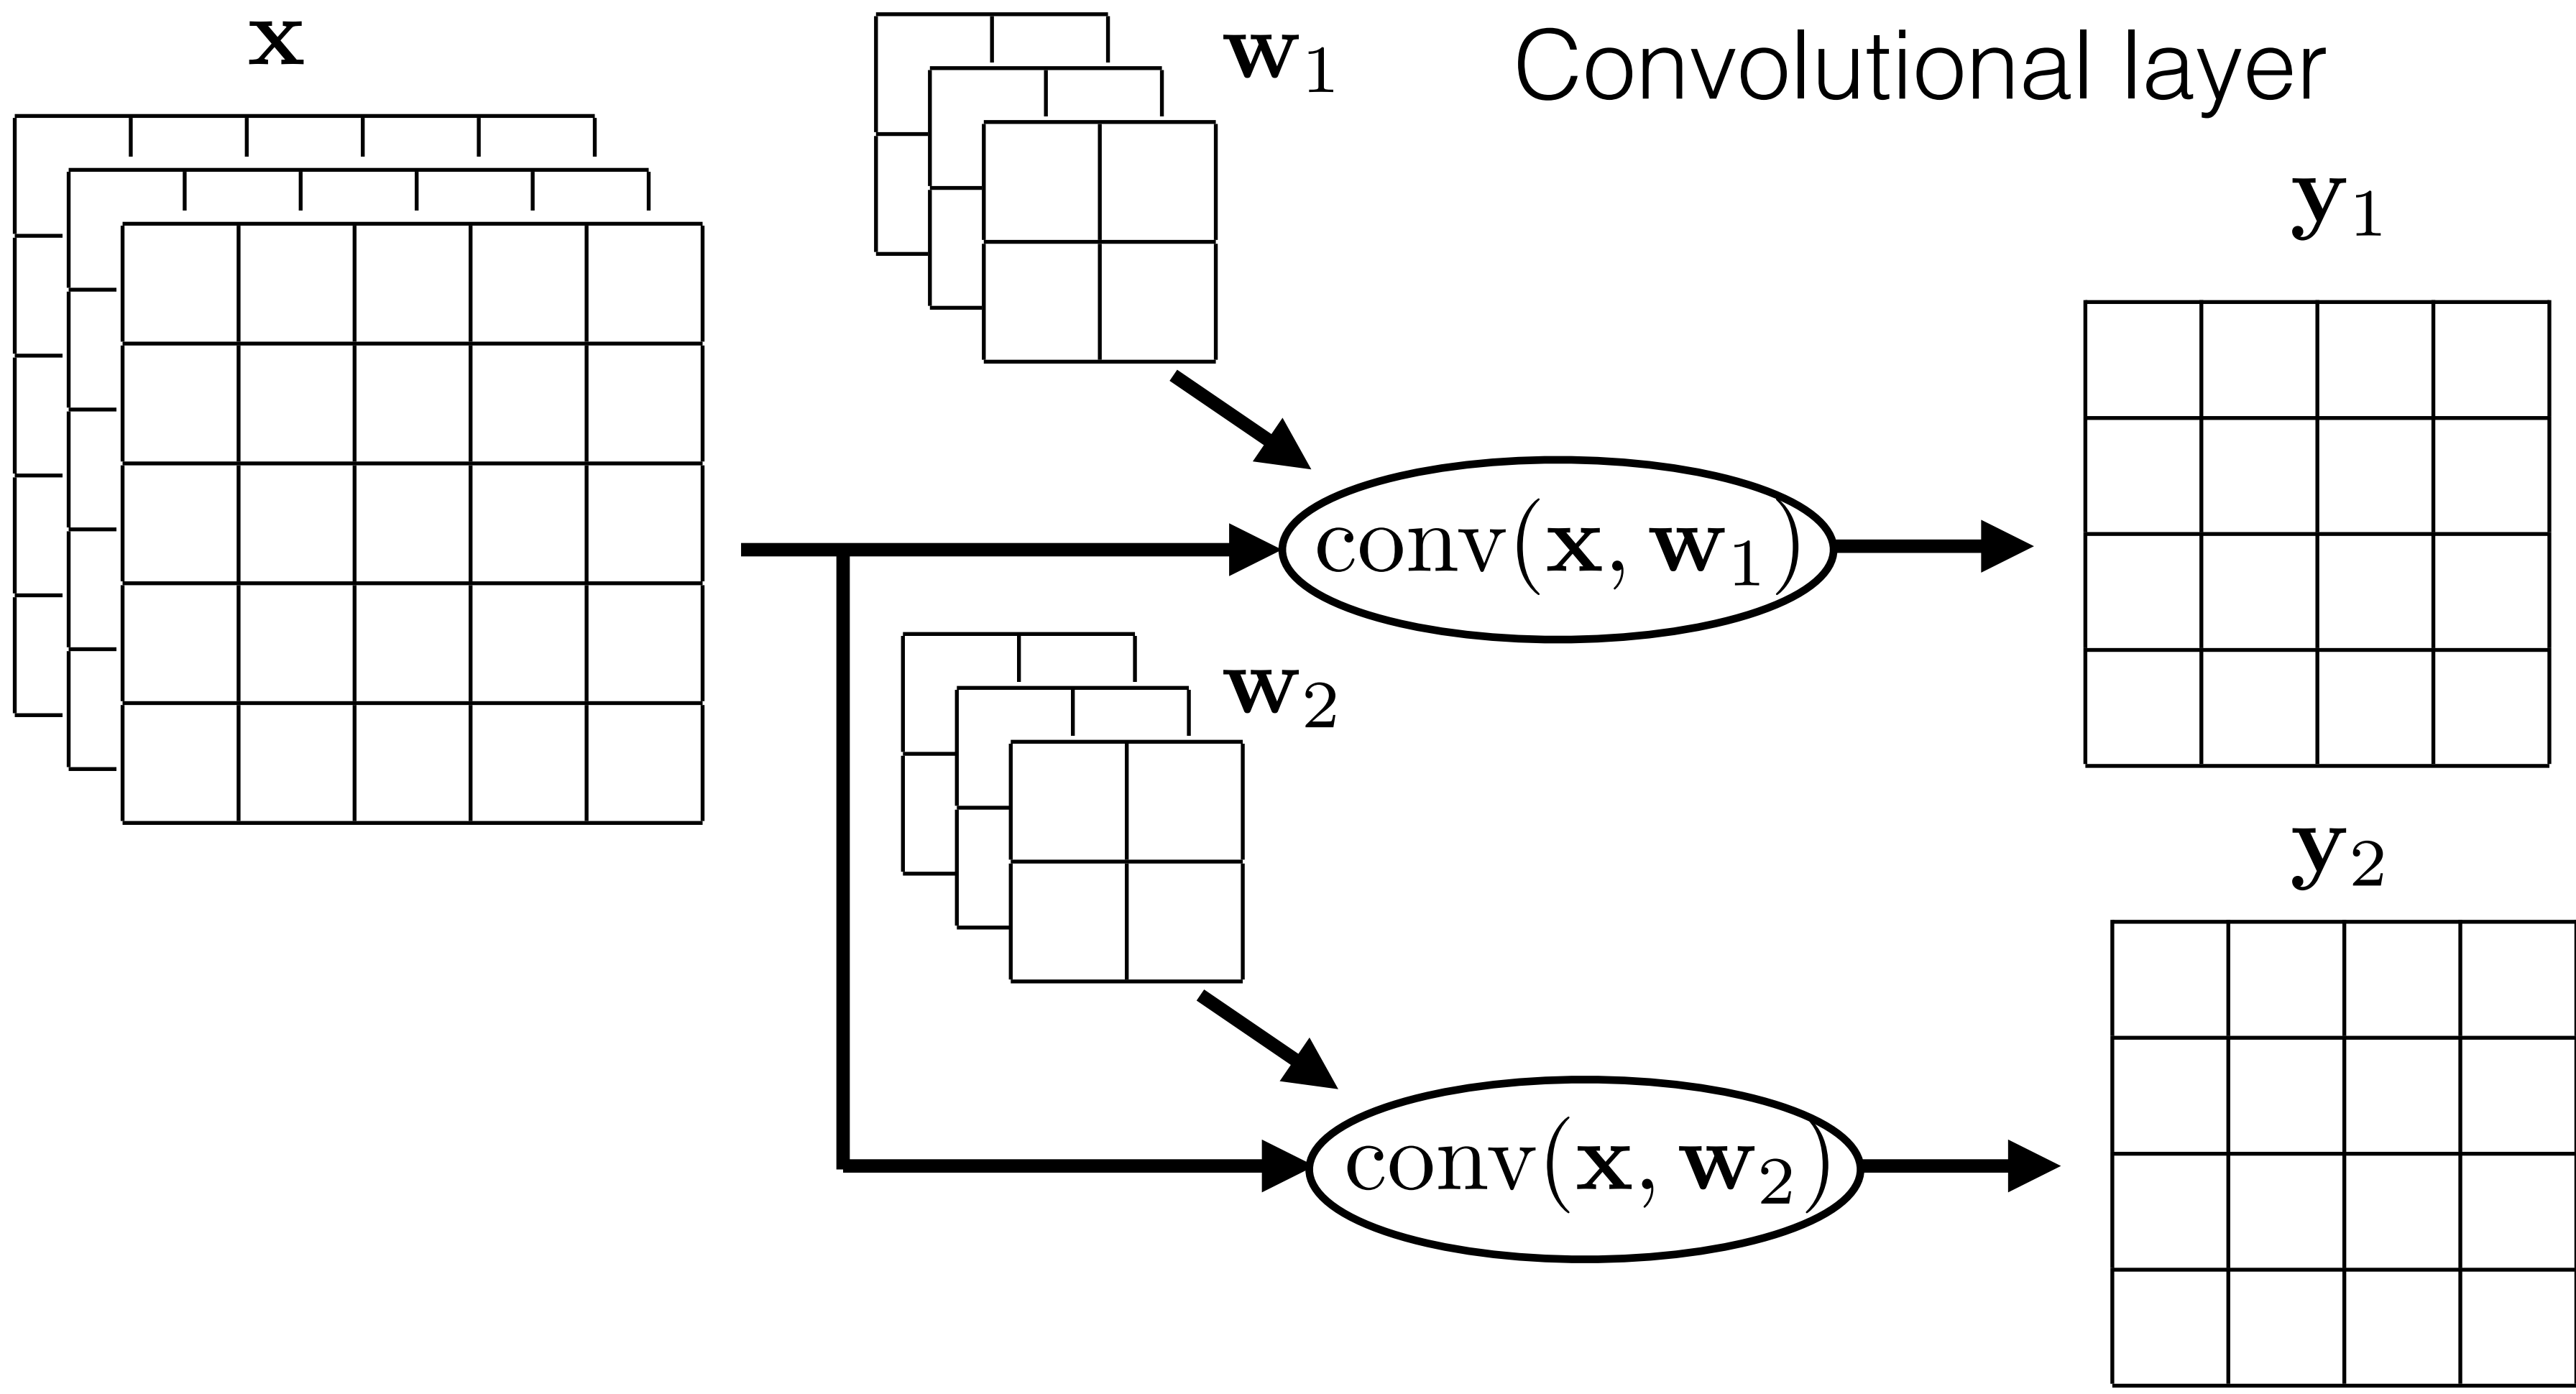 x
w₁
Convolutional layer
y₁
conv(x, w₁)
w₂
y₂
conv(x, w₂)